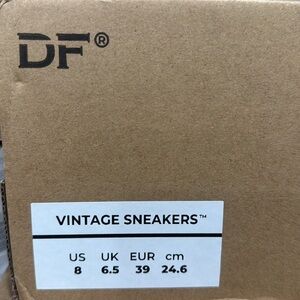 DF®
VINTAGE SNEAKERS™
US UK EUR cm
8 6.5 39 24.6